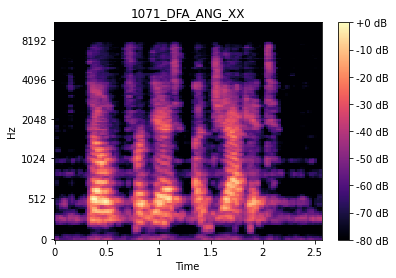 1071_DFA_ANG_XX
+0 dB
8192
-10 dB
4096
-20 dB
-30 dB
2048
Hz
-40 dB
1024
-50 dB
512
-60 dB
-70 dB
0
-80 dB
0 0.5 1 1.5 2 2.5
Time